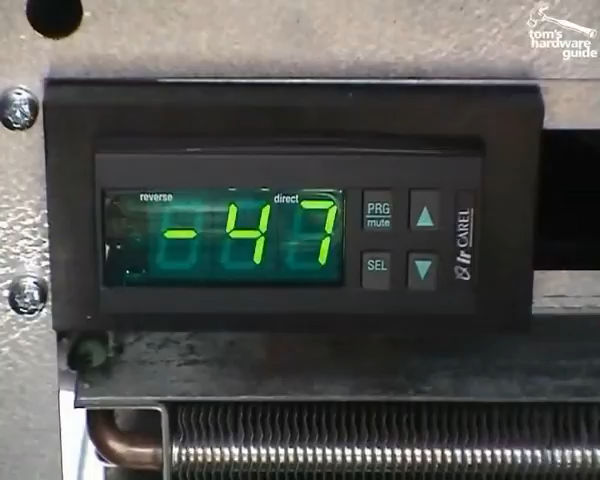 tom's
hardware
guide
reverse
direct
-47
PRG
mute
SEL
Ir CAREL